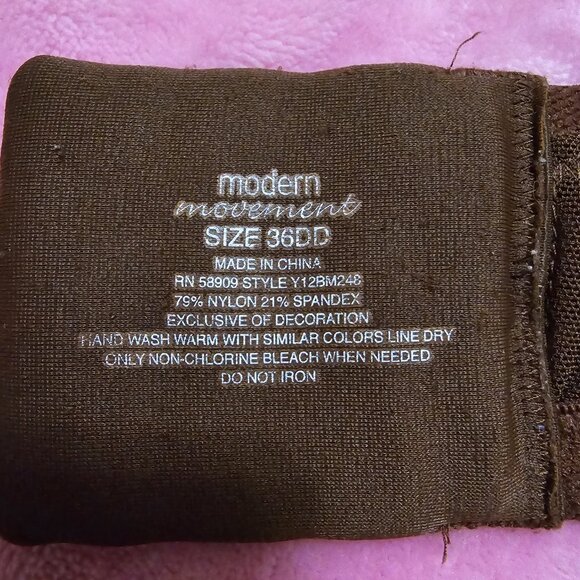 modern
movement
SIZE 36DD
MADE IN CHINA
RN 58909 STYLE Y12BM248
79% NYLON 21% SPANDEX
EXCLUSIVE OF DECORATION
HAND WASH WARM WITH SIMILAR COLORS LINE DRY
ONLY NON-CHLORINE BLEACH WHEN NEEDED
DO NOT IRON